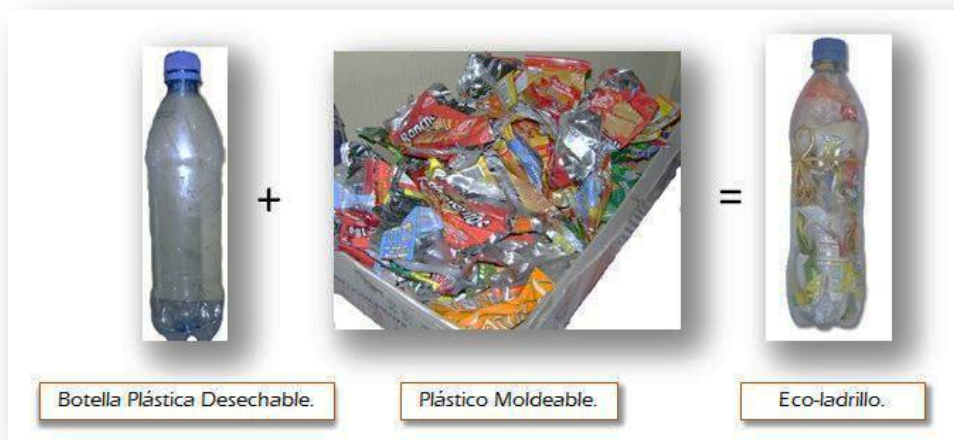 +
=
Botella Plástica Desechable.
Plástico Moldeable.
Eco-ladrillo.